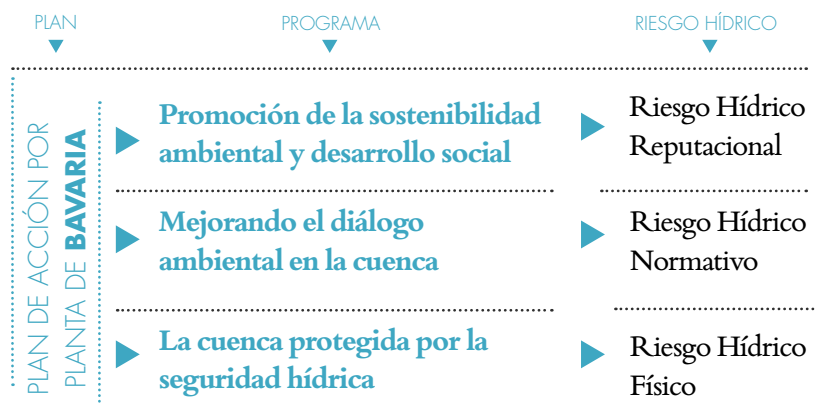 PLAN
PROGRAMA
RIESGO HÍDRICO
PLAN DE ACCIÓN POR
PLANTA DE BAVARIA
Promoción de la sostenibilidad
ambiental y desarrollo social
Riesgo Hídrico
Reputacional
Mejorando el diálogo
ambiental en la cuenca
Riesgo Hídrico
Normativo
La cuenca protegida por la
seguridad hídrica
Riesgo Hídrico
Físico